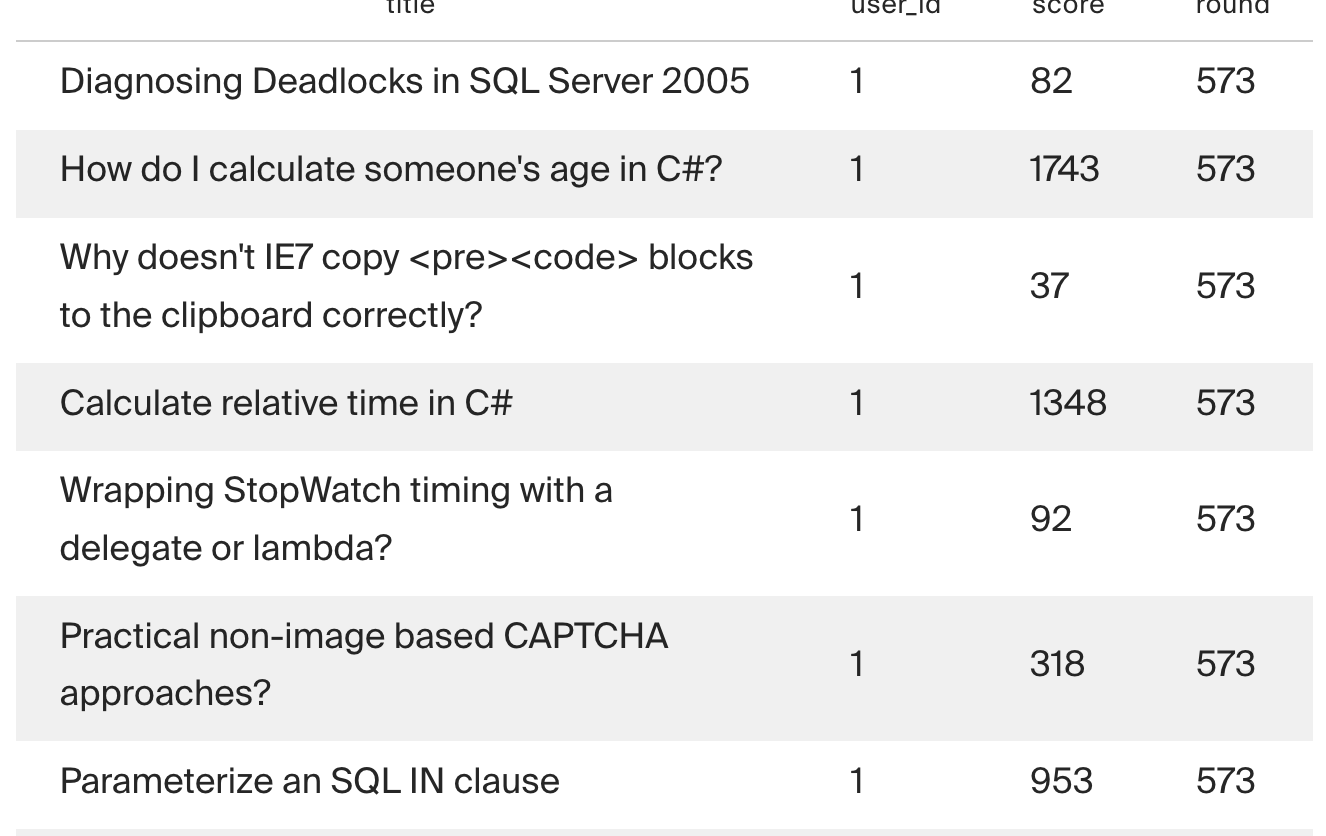 title user_id score round
Diagnosing Deadlocks in SQL Server 2005 1 82 573
How do I calculate someone's age in C#? 1 1743 573
Why doesn't IE7 copy <pre><code> blocks
to the clipboard correctly? 1 37 573
Calculate relative time in C# 1 1348 573
Wrapping StopWatch timing with a
delegate or lambda? 1 92 573
Practical non-image based CAPTCHA
approaches? 1 318 573
Parameterize an SQL IN clause 1 953 573